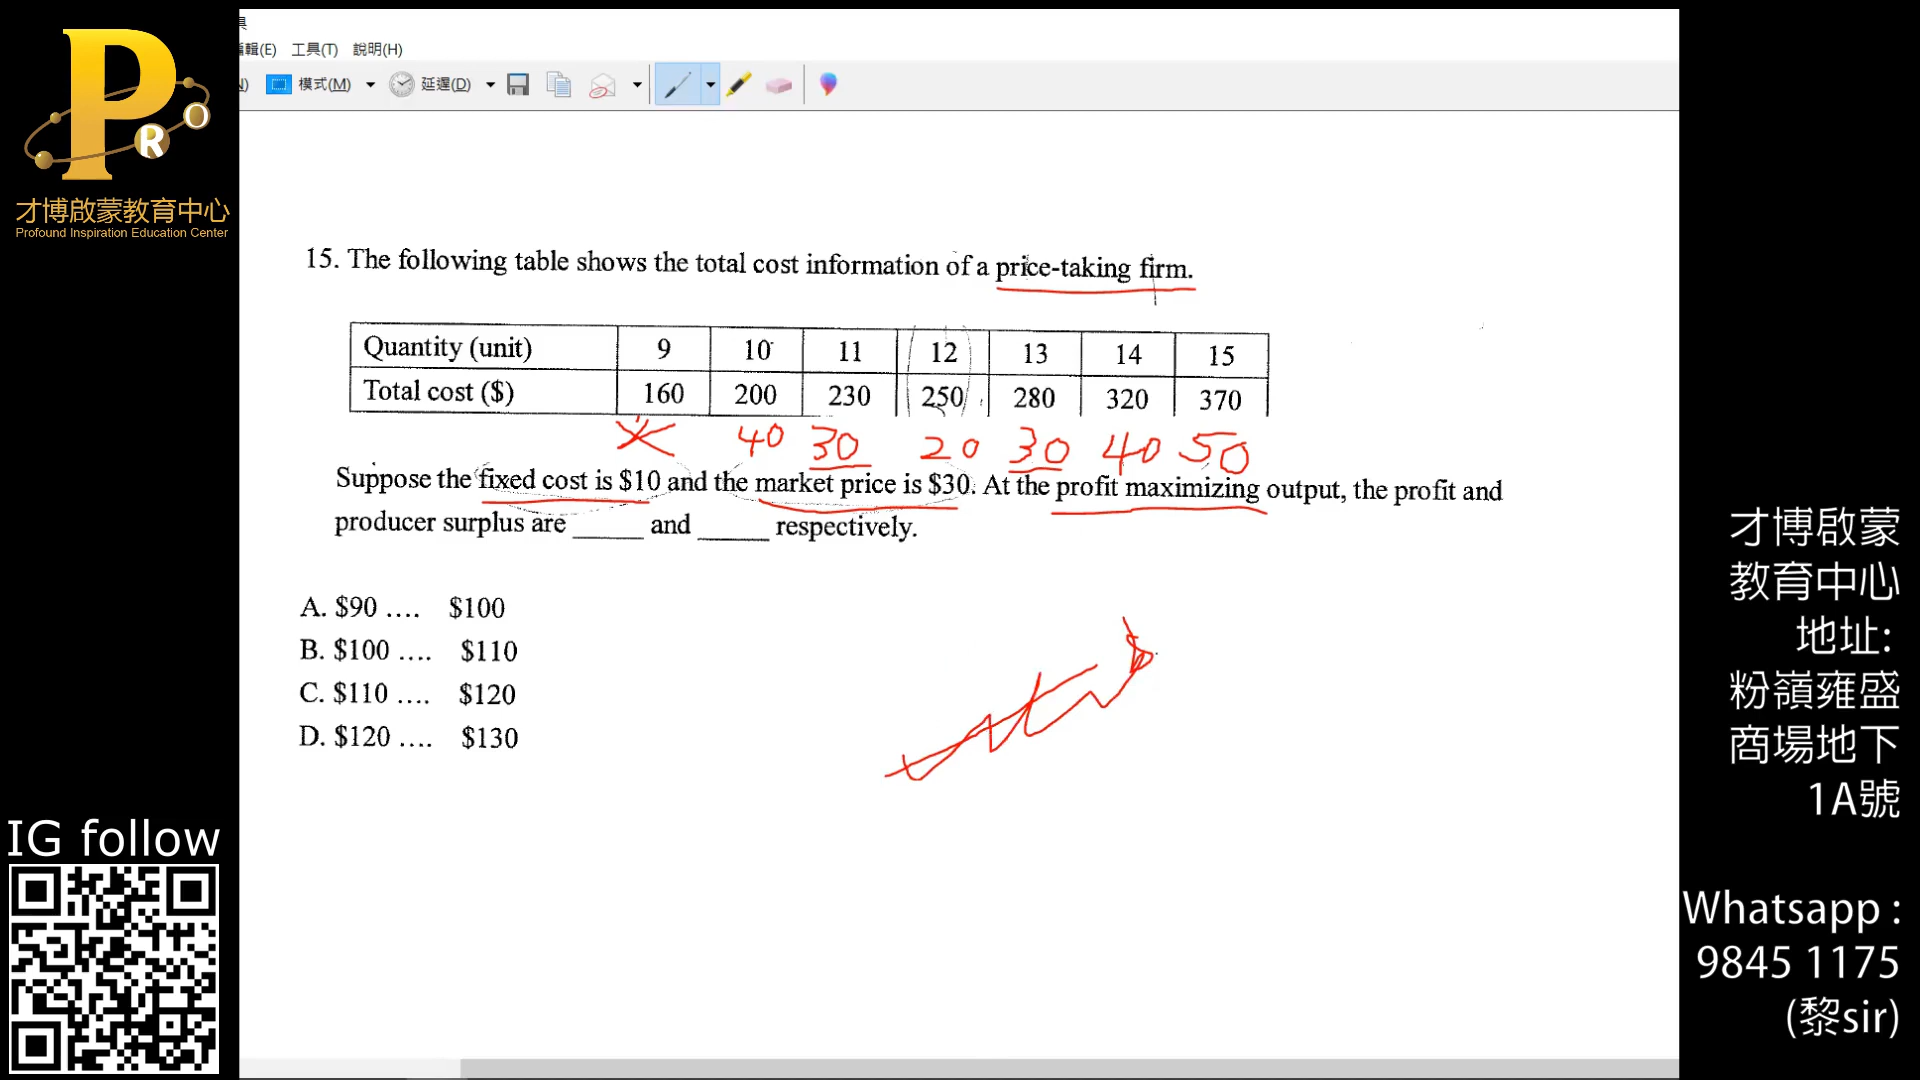 PRO
才博啟蒙教育中心
Profound Inspiration Education Center
具
編輯(E) 工具(T) 說明(H)
N) 模式(M) 延遲(D)
15. The following table shows the total cost information of a price-taking firm.
Quantity (unit) 9 10 11 12 13 14 15
Total cost ($) 160 200 230 250 280 320 370
40 30 20 30 40 50
Suppose the fixed cost is $10 and the market price is $30. At the profit maximizing output, the profit and
producer surplus are ______ and ______ respectively.
A. $90 .... $100
B. $100 .... $110
C. $110 .... $120
D. $120 .... $130
IG follow
才博啟蒙
教育中心
地址:
粉嶺雍盛
商場地下
1A號
Whatsapp :
9845 1175
(黎sir)